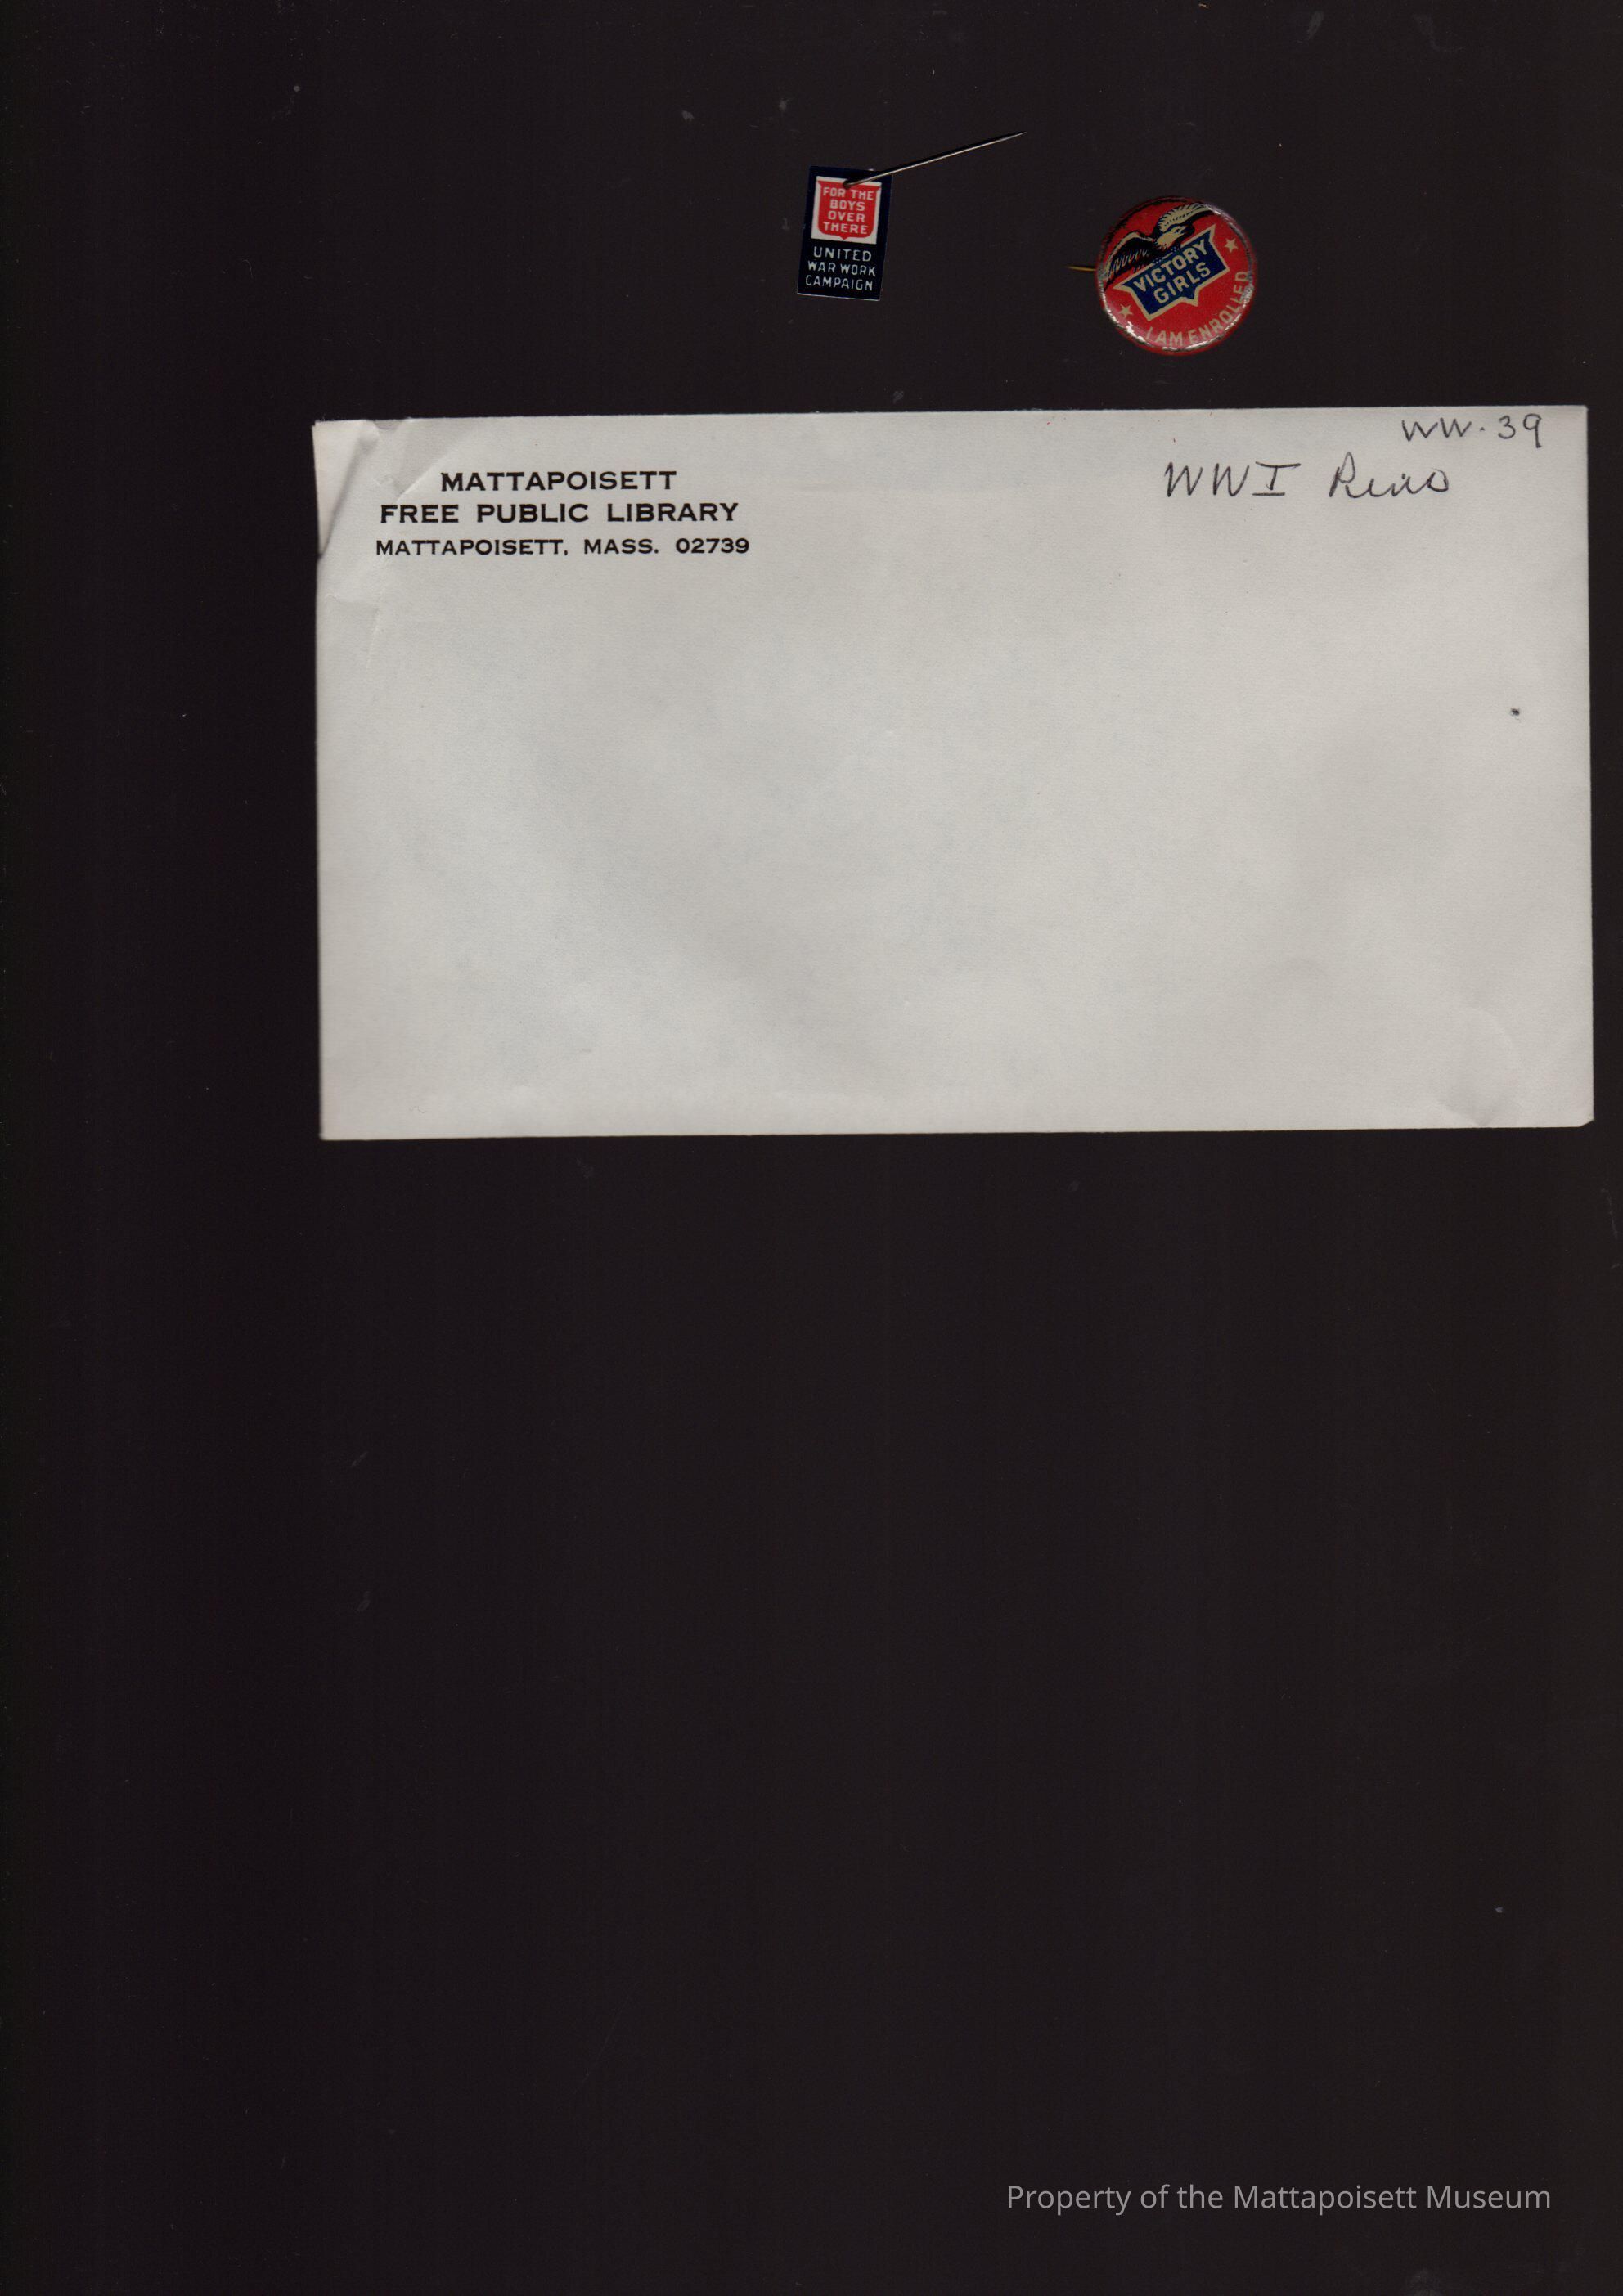 FOR THE
BOYS
OVER
THERE
UNITED
WAR WORK
CAMPAIGN
VICTORY
GIRLS
I AM ENROLLED
WW. 39
WWI Pins
MATTAPOISETT
FREE PUBLIC LIBRARY
MATTAPOISETT, MASS. 02739
Property of the Mattapoisett Museum